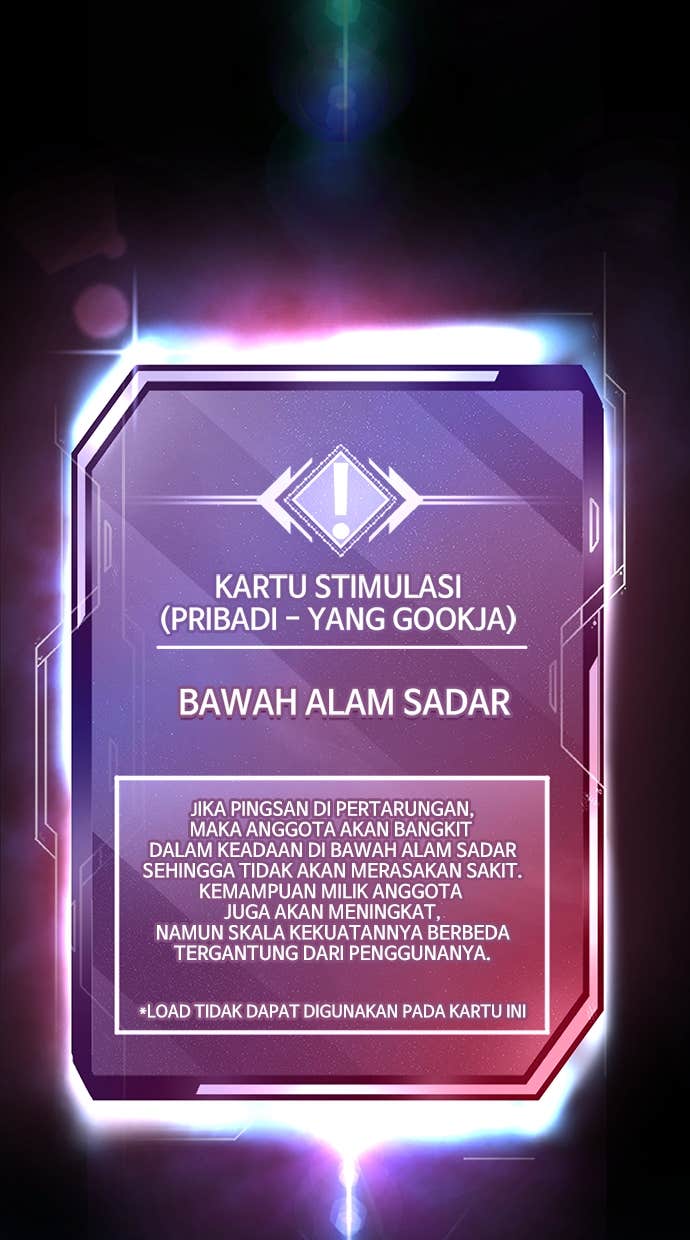 KARTU STIMULASI
(PRIBADI - YANG GOOKJA)
BAWAH ALAM SADAR
JIKA PINGSAN DI PERTARUNGAN,
MAKA ANGGOTA AKAN BANGKIT
DALAM KEADAAN DI BAWAH ALAM SADAR
SEHINGGA TIDAK AKAN MERASAKAN SAKIT.
KEMAMPUAN MILIK ANGGOTA
JUGA AKAN MENINGKAT,
NAMUN SKALA KEKUATANNYA BERBEDA
TERGANTUNG DARI PENGGUNANYA.
*LOAD TIDAK DAPAT DIGUNAKAN PADA KARTU INI